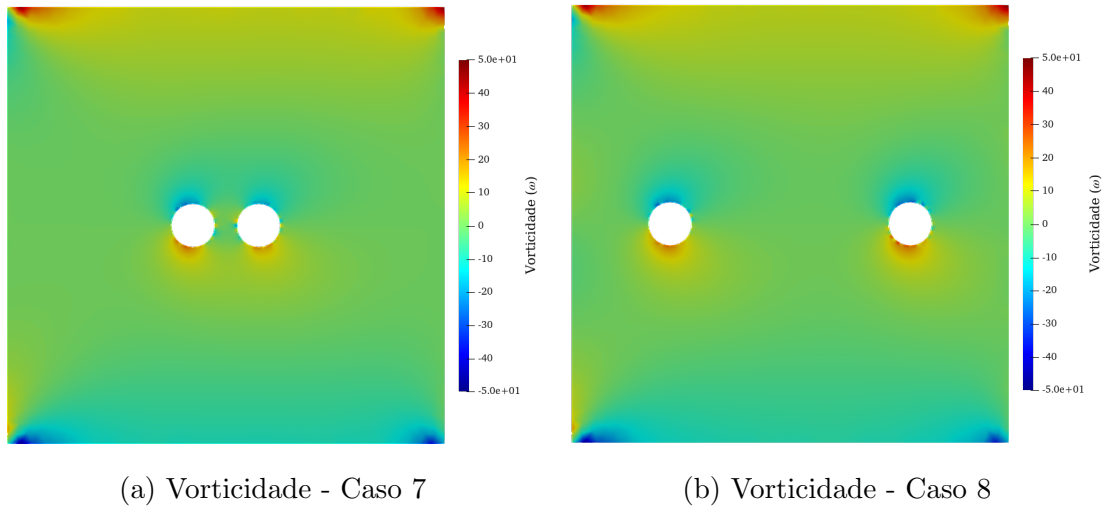 5.0e+01
40
30
20
10
0
-10
-20
-30
-40
-5.0e+01
Vorticidade (ω)
5.0e+01
40
30
20
10
0
-10
-20
-30
-40
-5.0e+01
Vorticidade (ω)
(a) Vorticidade - Caso 7
(b) Vorticidade - Caso 8